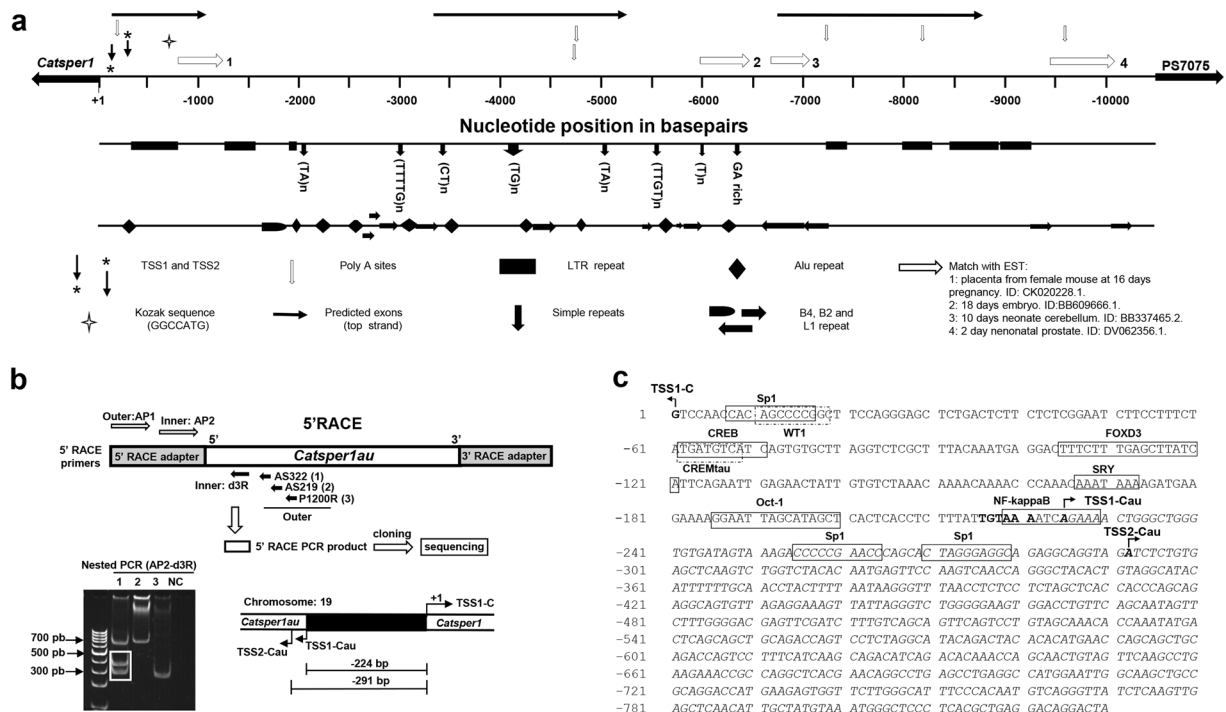 a
Catsper1
1
2
3
4
PS7075
+1 -1000 -2000 -3000 -4000 -5000 -6000 -7000 -8000 -9000 -10000
Nucleotide position in basepairs
(TA)n
(TTTTG)n
(CT)n
(TG)n
(TA)n
(TTGT)n
(T)n
GA rich
TSS1 and TSS2
Poly A sites
LTR repeat
Alu repeat
Match with EST:
1: placenta from female mouse at 16 days
pregnancy. ID: CK020228.1.
2: 18 days embryo. ID:BB609666.1.
3: 10 days neonate cerebellum. ID: BB337465.2.
4: 2 day nenonatal prostate. ID: DV062356.1.
Kozak sequence
(GGCCATG)
Predicted exons
(top strand)
Simple repeats
B4, B2 and
L1 repeat
b
Outer:AP1
Inner: AP2
5'RACE
5'
3'
5' RACE
primers
5' RACE adapter
Catsper1au
3' RACE adapter
Inner: d3R
AS322 (1)
AS219 (2)
P1200R (3)
Outer
5' RACE PCR product
cloning
sequencing
Nested PCR (AP2-d3R)
1 2 3 NC
700 pb
500 pb
300 pb
Chromosome: 19
+1
TSS1-C
Catsper1au
Catsper1
TSS2-Cau
TSS1-Cau
-224 bp
-291 bp
c
TSS1-C
Sp1
1 GTCCAACCAC AGCCCCGGCT TCCAGGGAGC TCTGACTCTT CTCTCGGAAT CTTCCTTTCT
CREB
WT1
FOXD3
-61 ATGATGTCAT CAGTGTGCTT AGGTCTCGCT TTACAAATGA GGACTTTCTT TGAGCTTATC
CREMtau
SRY
-121 ATTCAGAATT GAGAACTATT GTGTCTAAAC AAAACAAAAC CCAAACAAAT AAAAGATGAA
Oct-1
NF-kappaB
TSS1-Cau
-181 GAAAAGGAAT TAGCATAGCT CACTCACCTC TTTATTGTAA AAATCAGAAA ACTGGGCTGGG
Sp1
Sp1
TSS2-Cau
-241 TGTGATAGTA AAGACCCCCG AACCCAGCAC TAGGGAGGCA GAGGCAGGTAG ATCTCTGTG
-301 AGCTCAAGTC TGGTCTACAC AATGAGTTCC AAGTCAACCA GGGCTACACT GTAGGCATAC
-361 ATTTTTTGCA ACCTACTTTT AATAAGGGTT AACCTCTCCT CTAGCTCACC ACCCAGCAG
-421 AGGCAGTGTT AGAGGAAAGT TATTAGGGTC TGGGGGAAGT GGACCTGTTC AGCAATAGTT
-481 CTTTGGGGAC GAGTTCGATC TTTGTCAGCA GTTCAGTCCT GTAGCAAACA CCAAATATGA
-541 CTCAGCAGCT GCAGACCAGT CCTCTAGGCA TACAGACTAC ACACATGAAC CAGCAGCTGC
-601 AGACCAGTCC TTTCATCAAG CAGACATCAG ACACAAACCA GCAACTGTAG TTCAAGCCTG
-661 AAGAAACCGC CAGGCTCACG AACAGGCCTG AGCCTGAGGC CATGGAATTG GCAAGCTGCC
-721 GCAGGACCAT GAAGAGTGGT TCTTGGGCAT TTCCCACAAT GTCAGGGTTA TCTCAAGTTG
-781 AGCTCAACAT TGCTATGTAA ATGGGCTCCC TCACGCTGAG GACAGGACTA